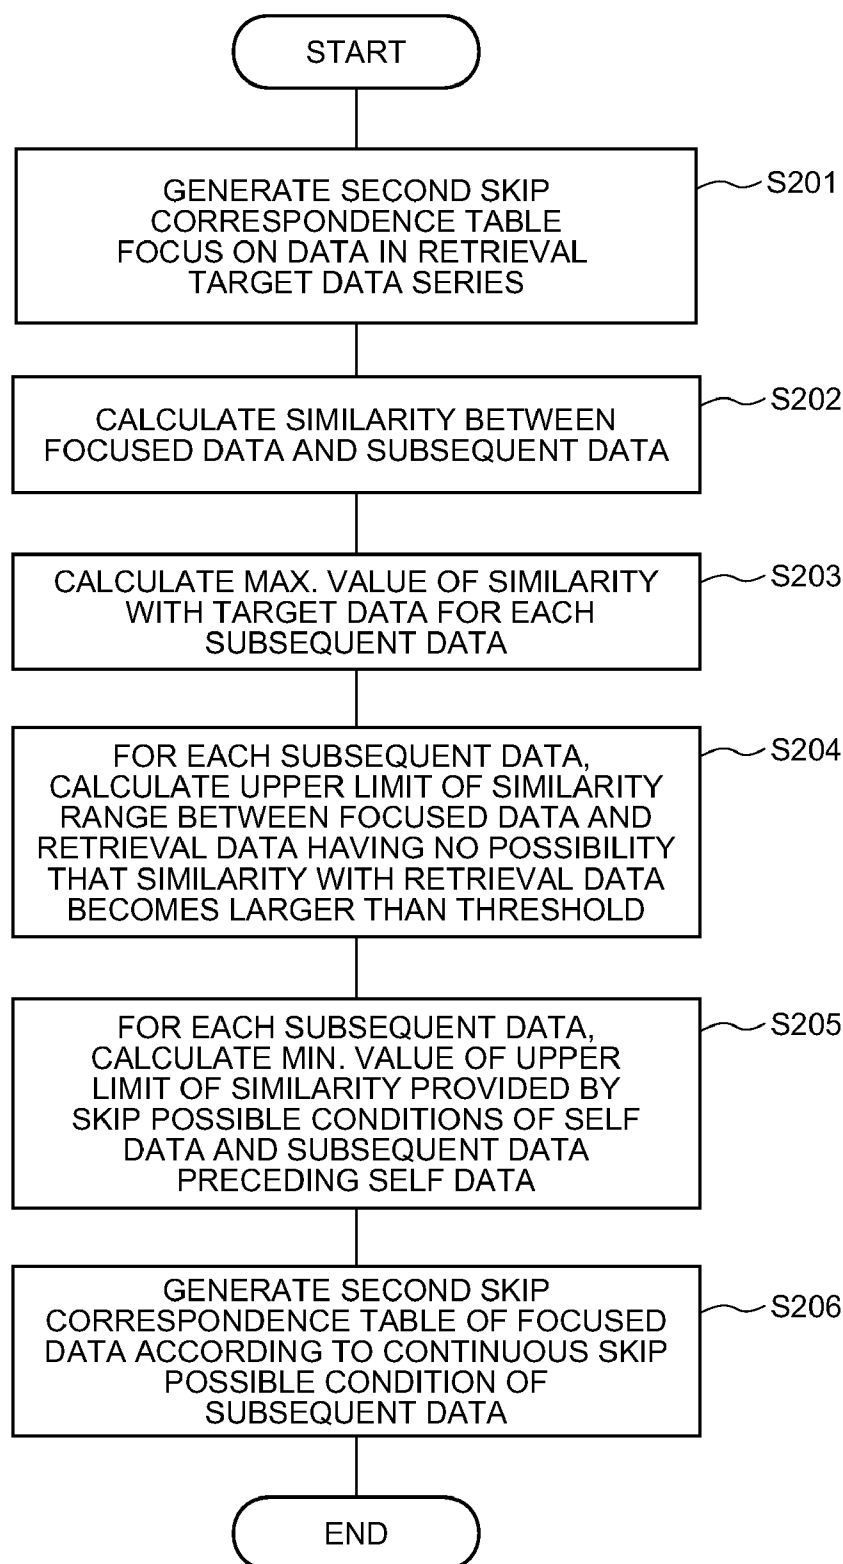 START
GENERATE SECOND SKIP
CORRESPONDENCE TABLE
FOCUS ON DATA IN RETRIEVAL
TARGET DATA SERIES
S201
CALCULATE SIMILARITY BETWEEN
FOCUSED DATA AND SUBSEQUENT DATA
S202
CALCULATE MAX. VALUE OF SIMILARITY
WITH TARGET DATA FOR EACH
SUBSEQUENT DATA
S203
FOR EACH SUBSEQUENT DATA,
CALCULATE UPPER LIMIT OF SIMILARITY
RANGE BETWEEN FOCUSED DATA AND
RETRIEVAL DATA HAVING NO POSSIBILITY
THAT SIMILARITY WITH RETRIEVAL DATA
BECOMES LARGER THAN THRESHOLD
S204
FOR EACH SUBSEQUENT DATA,
CALCULATE MIN. VALUE OF UPPER
LIMIT OF SIMILARITY PROVIDED BY
SKIP POSSIBLE CONDITIONS OF SELF
DATA AND SUBSEQUENT DATA
PRECEDING SELF DATA
S205
GENERATE SECOND SKIP
CORRESPONDENCE TABLE OF FOCUSED
DATA ACCORDING TO CONTINUOUS SKIP
POSSIBLE CONDITION OF
SUBSEQUENT DATA
S206
END